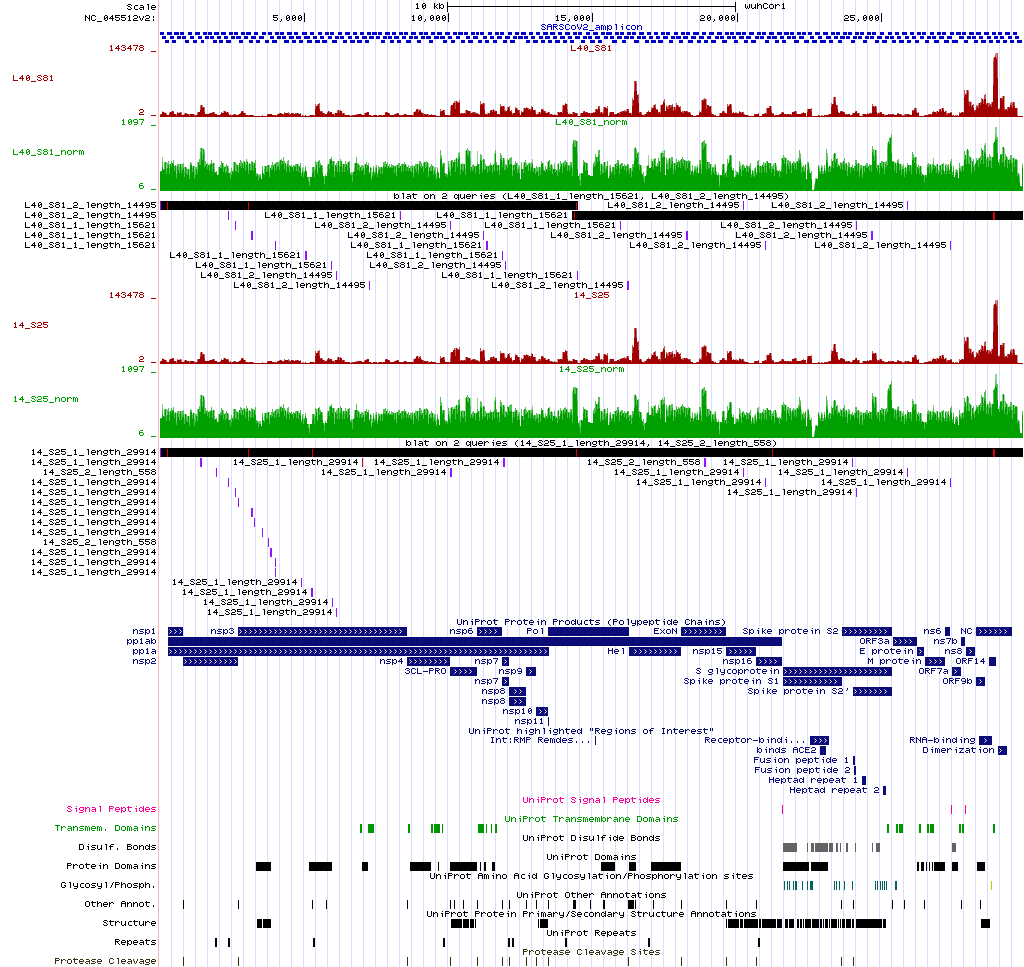 Scale 10 kb wuhCor1
NC_045512v2: 5,000 10,000 15,000 20,000 25,000
SARSCoV2_amplicon
143478 _ L40_S81
L40_S81
2 _
1097 _ L40_S81_norm
L40_S81_norm
6 _
blat on 2 queries (L40_S81_1_length_15621, L40_S81_2_length_14495)
L40_S81_2_length_14495 L40_S81_2_length_14495 L40_S81_2_length_14495
L40_S81_2_length_14495 L40_S81_1_length_15621 L40_S81_1_length_15621
L40_S81_1_length_15621 L40_S81_2_length_14495 L40_S81_1_length_15621 L40_S81_2_length_14495
L40_S81_2_length_14495 L40_S81_2_length_14495 L40_S81_2_length_14495 L40_S81_2_length_14495
L40_S81_1_length_15621 L40_S81_1_length_15621 L40_S81_2_length_14495 L40_S81_2_length_14495
L40_S81_1_length_15621 L40_S81_1_length_15621
L40_S81_1_length_15621 L40_S81_2_length_14495
L40_S81_2_length_14495 L40_S81_1_length_15621
L40_S81_2_length_14495 L40_S81_2_length_14495
143478 _ 14_S25
14_S25
2 _
1097 _ 14_S25_norm
14_S25_norm
6 _
blat on 2 queries (14_S25_1_length_29914, 14_S25_2_length_558)
14_S25_1_length_29914
14_S25_1_length_29914 14_S25_1_length_29914 14_S25_1_length_29914 14_S25_2_length_558 14_S25_1_length_29914
14_S25_2_length_558 14_S25_2_length_29914 14_S25_1_length_29914 14_S25_1_length_29914
14_S25_1_length_29914 14_S25_1_length_29914 14_S25_1_length_29914
14_S25_1_length_29914 14_S25_1_length_29914
14_S25_1_length_29914
14_S25_1_length_29914
14_S25_1_length_29914
14_S25_1_length_29914
14_S25_2_length_558
14_S25_1_length_29914
14_S25_1_length_29914
14_S25_1_length_29914
14_S25_1_length_29914
14_S25_1_length_29914
14_S25_1_length_29914
14_S25_1_length_29914
UniProt Protein Products (Polypeptide Chains)
nsp1 nsp3 nsp6 Pol ExoN Spike protein S2 ns6 NC
pp1ab ORF3a ns7b
pp1a Hel nsp15 E protein ns8
nsp2 nsp4 nsp7 nsp16 M protein ORF14
3CL-PRO nsp9 S glycoprotein ORF7a
nsp7 Spike protein S1 ORF9b
nsp8 Spike protein S2'
nsp8
nsp10
nsp11
UniProt highlighted "Regions of Interest"
Int:RMP Remdes... Receptor-bindi... RNA-binding
binds ACE2 Dimerization
Fusion peptide 1
Fusion peptide 2
Heptad repeat 1
Heptad repeat 2
UniProt Signal Peptides
Signal Peptides
UniProt Transmembrane Domains
Transmem. Domains
UniProt Disulfide Bonds
Disulf. Bonds
UniProt Domains
Protein Domains
UniProt Amino Acid Glycosylation/Phosphorylation sites
Glycosyl/Phosph.
UniProt Other Annotations
Other Annot.
UniProt Protein Primary/Secondary Structure Annotations
Structure
UniProt Repeats
Repeats
Protease Cleavage Sites
Protease Cleavage